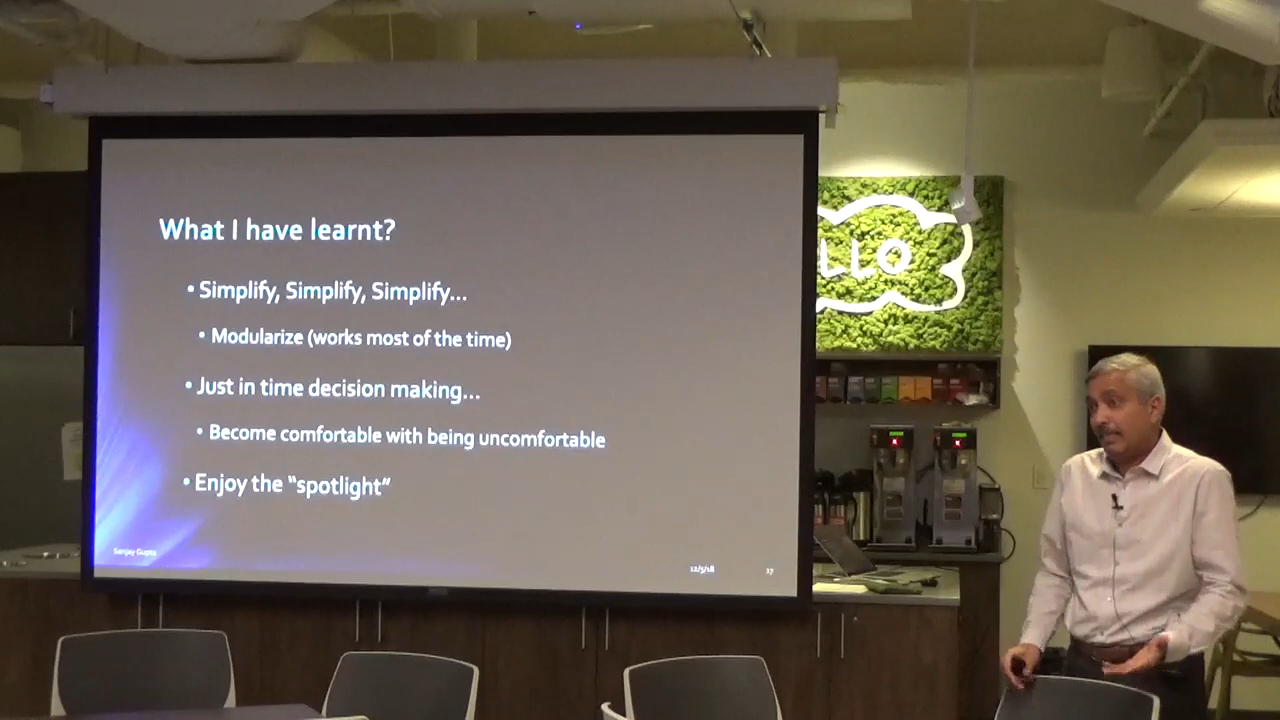 What I have learnt?
• Simplify, Simplify, Simplify...
• Modularize (works most of the time)
• Just in time decision making...
• Become comfortable with being uncomfortable
• Enjoy the "spotlight"
Sanjay Gupta
12/5/18
17
LLO